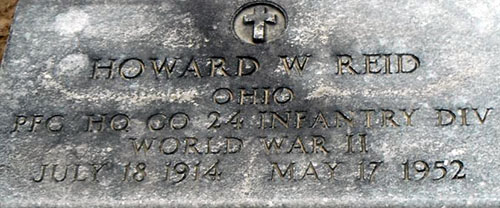 HOWARD W REID
OHIO
PFC HQ CO 24 INFANTRY DIV
WORLD WAR II
JULY 18 1914 MAY 17 1952